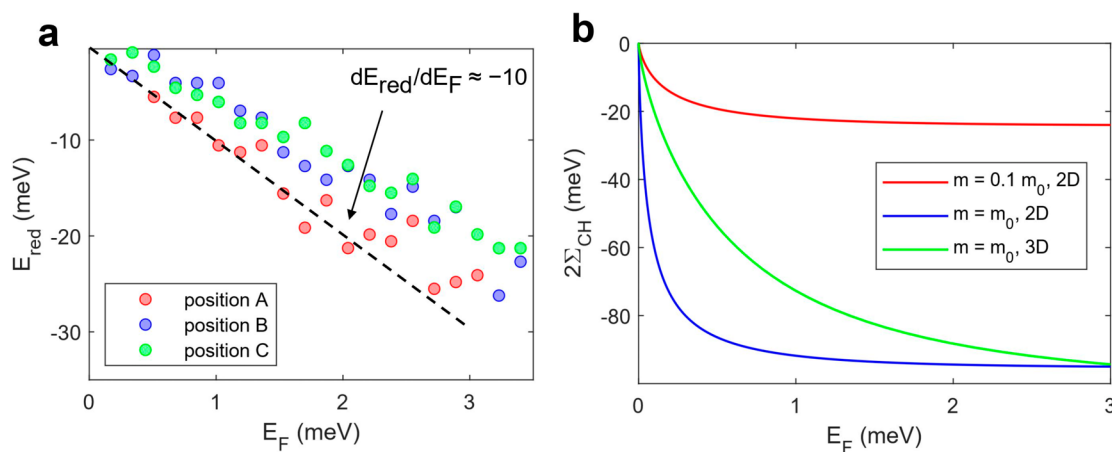 a
E_red (meV)
-10
-20
-30
dE_red/dE_F ≈ −10
position A
position B
position C
0
1
2
3
E_F (meV)
b
2Σ_CH (meV)
0
-20
-40
-60
-80
m = 0.1 m_0, 2D
m = m_0, 2D
m = m_0, 3D
0
1
2
3
E_F (meV)